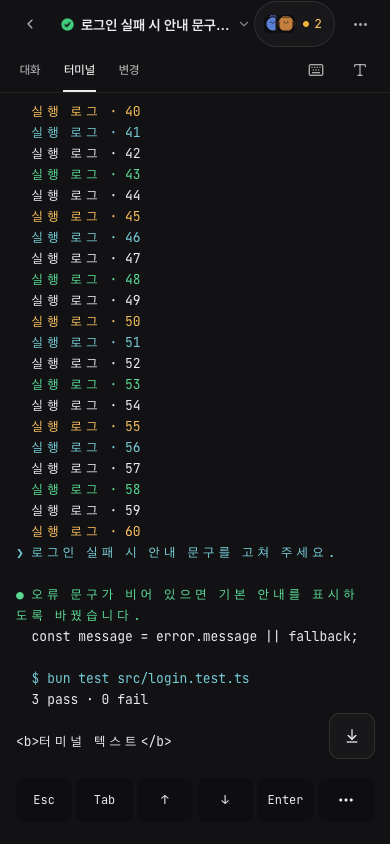 로그인 실패 시 안내 문구...
2
대화 터미널 변경
실행 로그 · 40
실행 로그 · 41
실행 로그 · 42
실행 로그 · 43
실행 로그 · 44
실행 로그 · 45
실행 로그 · 46
실행 로그 · 47
실행 로그 · 48
실행 로그 · 49
실행 로그 · 50
실행 로그 · 51
실행 로그 · 52
실행 로그 · 53
실행 로그 · 54
실행 로그 · 55
실행 로그 · 56
실행 로그 · 57
실행 로그 · 58
실행 로그 · 59
실행 로그 · 60
❯ 로그인 실패 시 안내 문구를 고쳐 주세요.
● 오류 문구가 비어 있으면 기본 안내를 표시하
도록 바꿨습니다.
const message = error.message || fallback;
$ bun test src/login.test.ts
3 pass · 0 fail
<b>터미널 텍스트</b>
Esc Tab ↑ ↓ Enter •••